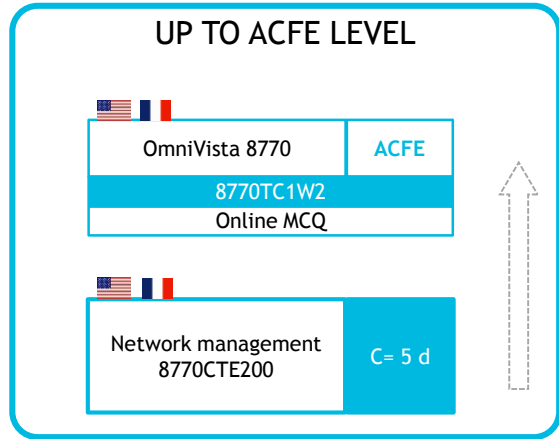 UP TO ACFE LEVEL
OmniVista 8770
ACFE
8770TC1W2
Online MCQ
Network management
8770CTE200
C= 5 d